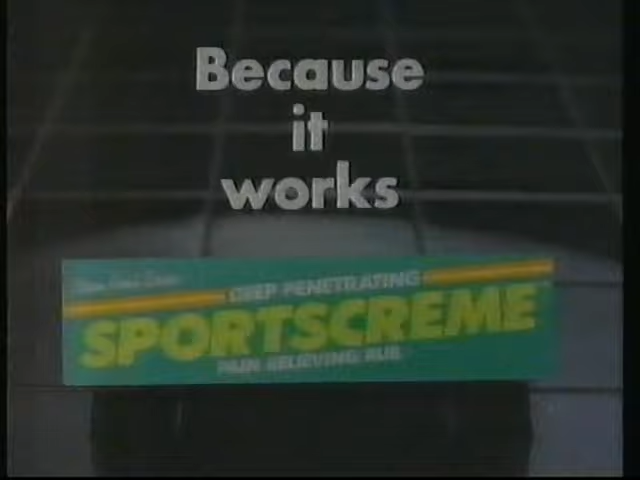 Because
it
works
DEEP PENETRATING
SPORTSCREME
PAIN RELIEVING RUB